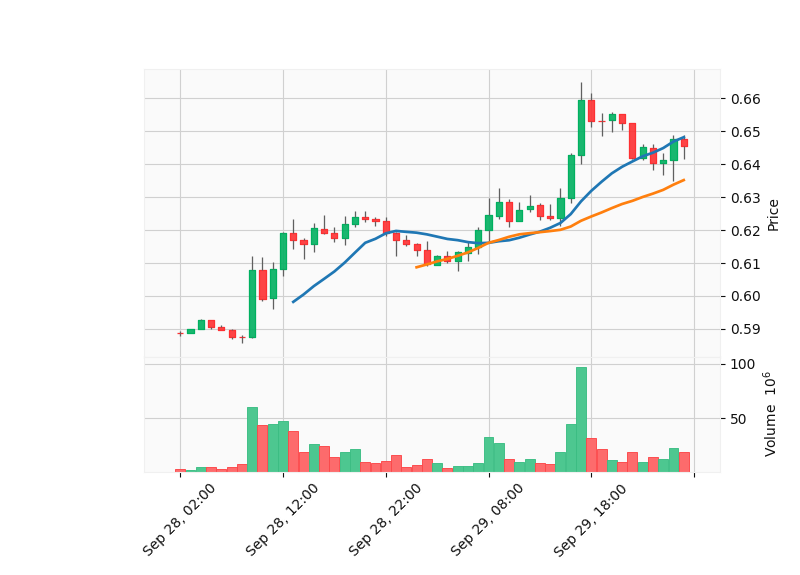 0.66
0.65
0.64
0.63
0.62
0.61
0.60
0.59
Price
100
50
Volume 10⁶
Sep 28, 02:00
Sep 28, 12:00
Sep 28, 22:00
Sep 29, 08:00
Sep 29, 18:00